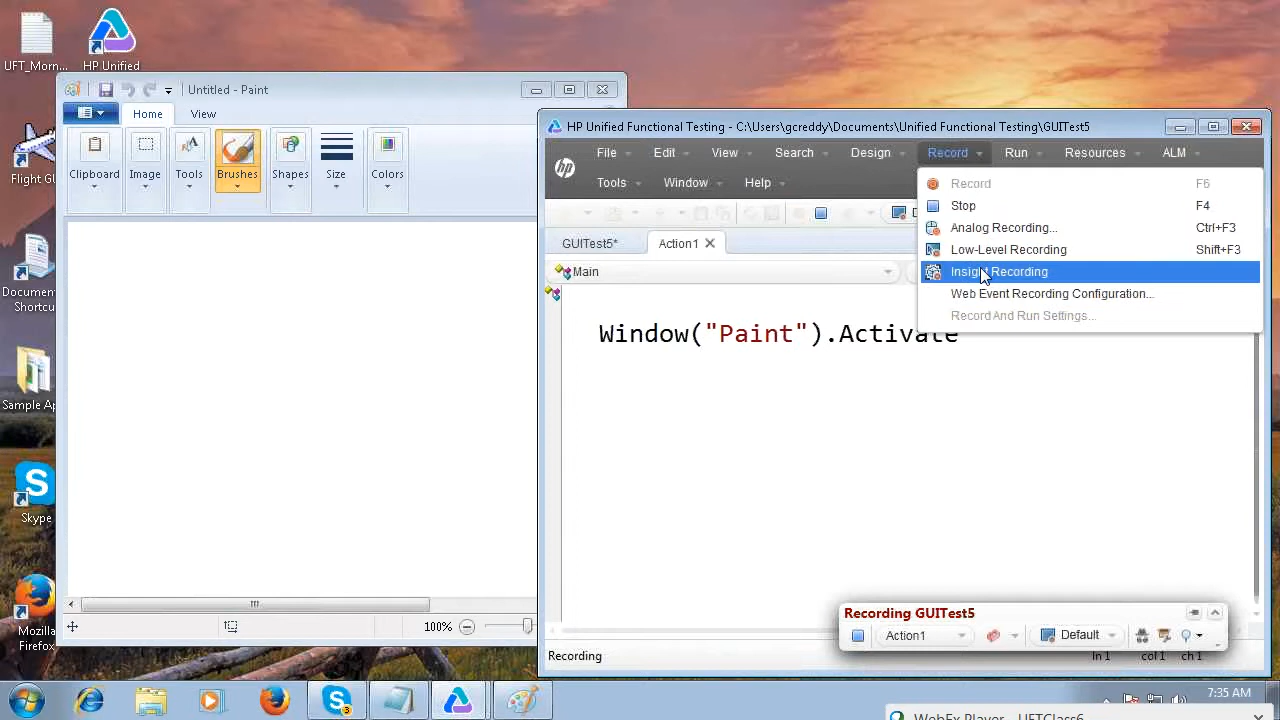 UFT_Morn...
HP Unified
Flight GU
Documen
Shortcu
Sample Ap
Skype
Mozilla
Firefox
Untitled - Paint
Home
View
Clipboard
Image
Tools
Brushes
Shapes
Size
Colors
100%
HP Unified Functional Testing - C:\Users\gcreddy\Documents\Unified Functional Testing\GUITest5
hp
File
Edit
View
Search
Design
Record
Run
Resources
ALM
Tools
Window
Help
Record F6
Stop F4
Analog Recording... Ctrl+F3
Low-Level Recording Shift+F3
Insight Recording
Web Event Recording Configuration...
Record And Run Settings...
GUITest5*
Action1
Main
Window("Paint").Activate
Recording GUITest5
Action1
Default
Recording
ln 1 col 1 ch 1
3
7:35 AM
WebEx Player - UFTClass6